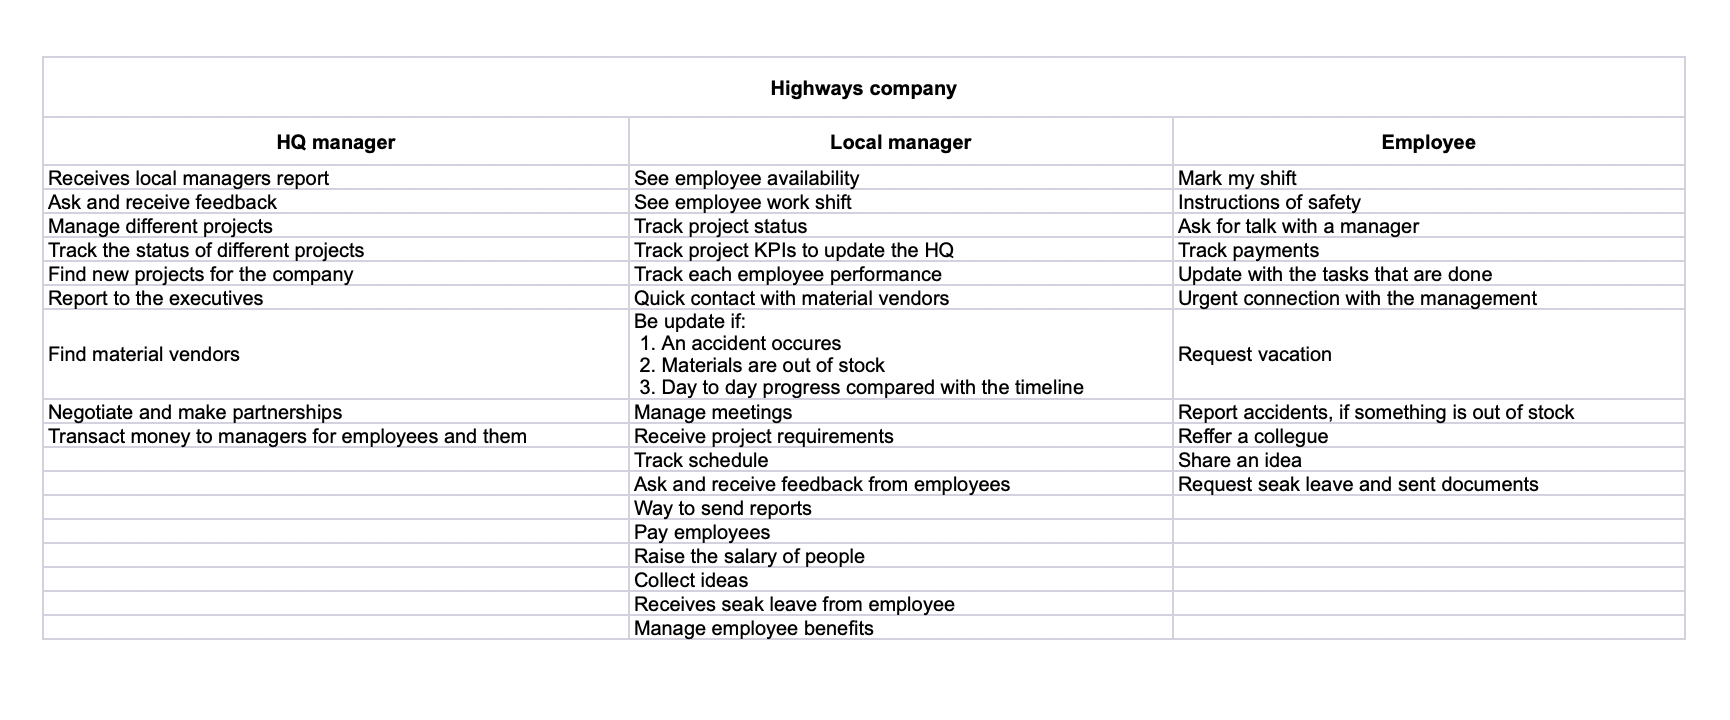 Highways company
HQ manager
Local manager
Employee
Receives local managers report
See employee availability
Mark my shift
Ask and receive feedback
See employee work shift
Instructions of safety
Manage different projects
Track project status
Ask for talk with a manager
Track the status of different projects
Track project KPIs to update the HQ
Track payments
Find new projects for the company
Track each employee performance
Update with the tasks that are done
Report to the executives
Quick contact with material vendors
Urgent connection with the management
Find material vendors
Be update if:
1. An accident occures
2. Materials are out of stock
3. Day to day progress compared with the timeline
Request vacation
Negotiate and make partnerships
Manage meetings
Report accidents, if something is out of stock
Transact money to managers for employees and them
Receive project requirements
Reffer a collegue
Track schedule
Share an idea
Ask and receive feedback from employees
Request seak leave and sent documents
Way to send reports
Pay employees
Raise the salary of people
Collect ideas
Receives seak leave from employee
Manage employee benefits